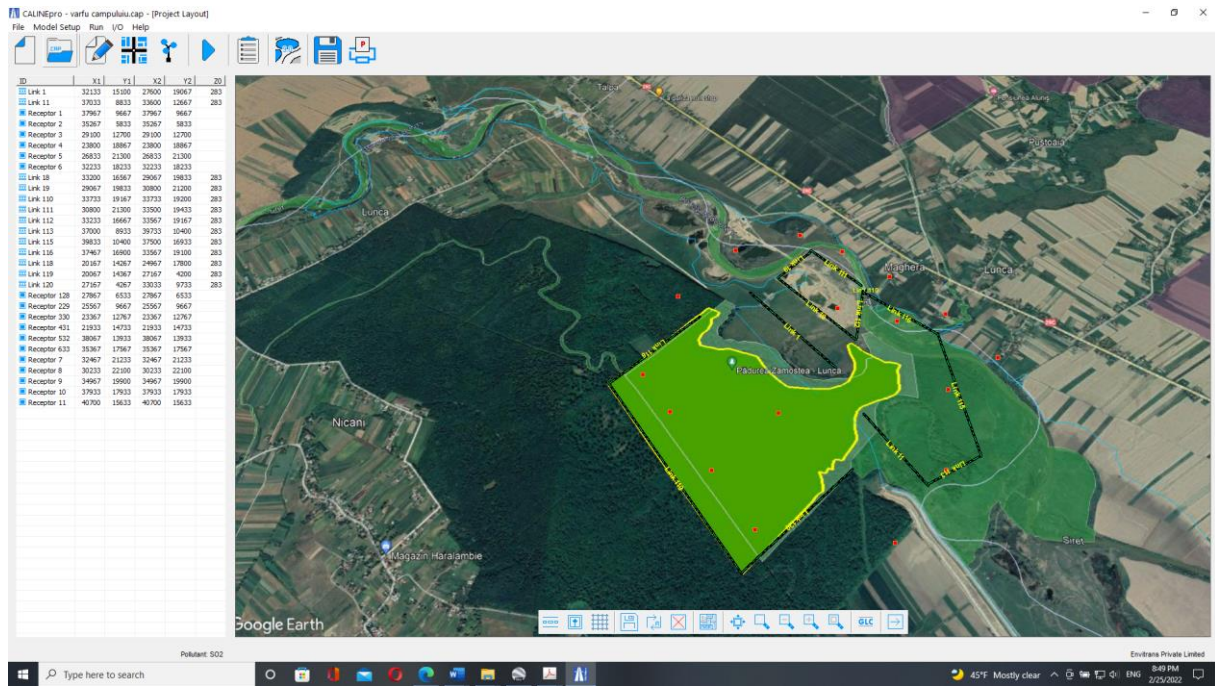 CALINEpro - varfu campuluiu.cap - [Project Layout]
File Model Setup Run I/O Help
ID X1 Y1 X2 Y2 Z0
Link 1 32133 15100 27600 19067 283
Link 11 37033 8833 33600 12667 283
Receptor 1 37967 9667 37967 9667
Receptor 2 35267 5833 35267 5833
Receptor 3 29100 12700 29100 12700
Receptor 4 23800 18867 23800 18867
Receptor 5 26833 21300 26833 21300
Receptor 6 32233 18233 32233 18233
Link 18 33200 16567 29067 19833 283
Link 19 29067 19833 30800 21200 283
Link 110 33733 19167 33733 19200 283
Link 111 30800 21300 33500 19433 283
Link 112 33233 16667 33567 19167 283
Link 113 37000 8933 39733 10400 283
Link 115 39833 10400 37500 16933 283
Link 116 37467 16900 33567 19100 283
Link 118 20167 14267 24967 17800 283
Link 119 20067 14367 27167 4200 283
Link 120 27167 4267 33033 9733 283
Receptor 128 27867 6533 27867 6533
Receptor 229 25567 9667 25567 9667
Receptor 330 23367 12767 23367 12767
Receptor 431 21933 14733 21933 14733
Receptor 532 38067 13933 38067 13933
Receptor 633 35367 17567 35367 17567
Receptor 7 32467 21233 32467 21233
Receptor 8 30233 22100 30233 22100
Receptor 9 34967 19900 34967 19900
Receptor 10 37933 17933 37933 17933
Receptor 11 40700 15633 40700 15633
Talpa
Pustoaia
Lunca
Maghera
Lunca
Link 111
Link 116
Link 1
Link 118
Pădurea Zamostea - Lunca
Link 115
Nicani
Link 11
Link 113
Link 119
Link 120
Siret
Magazin Haralambie
Google Earth
GLC
Pollutant: SO2
Envitrans Private Limited
Type here to search
45°F Mostly clear
ENG
8:49 PM
2/25/2022